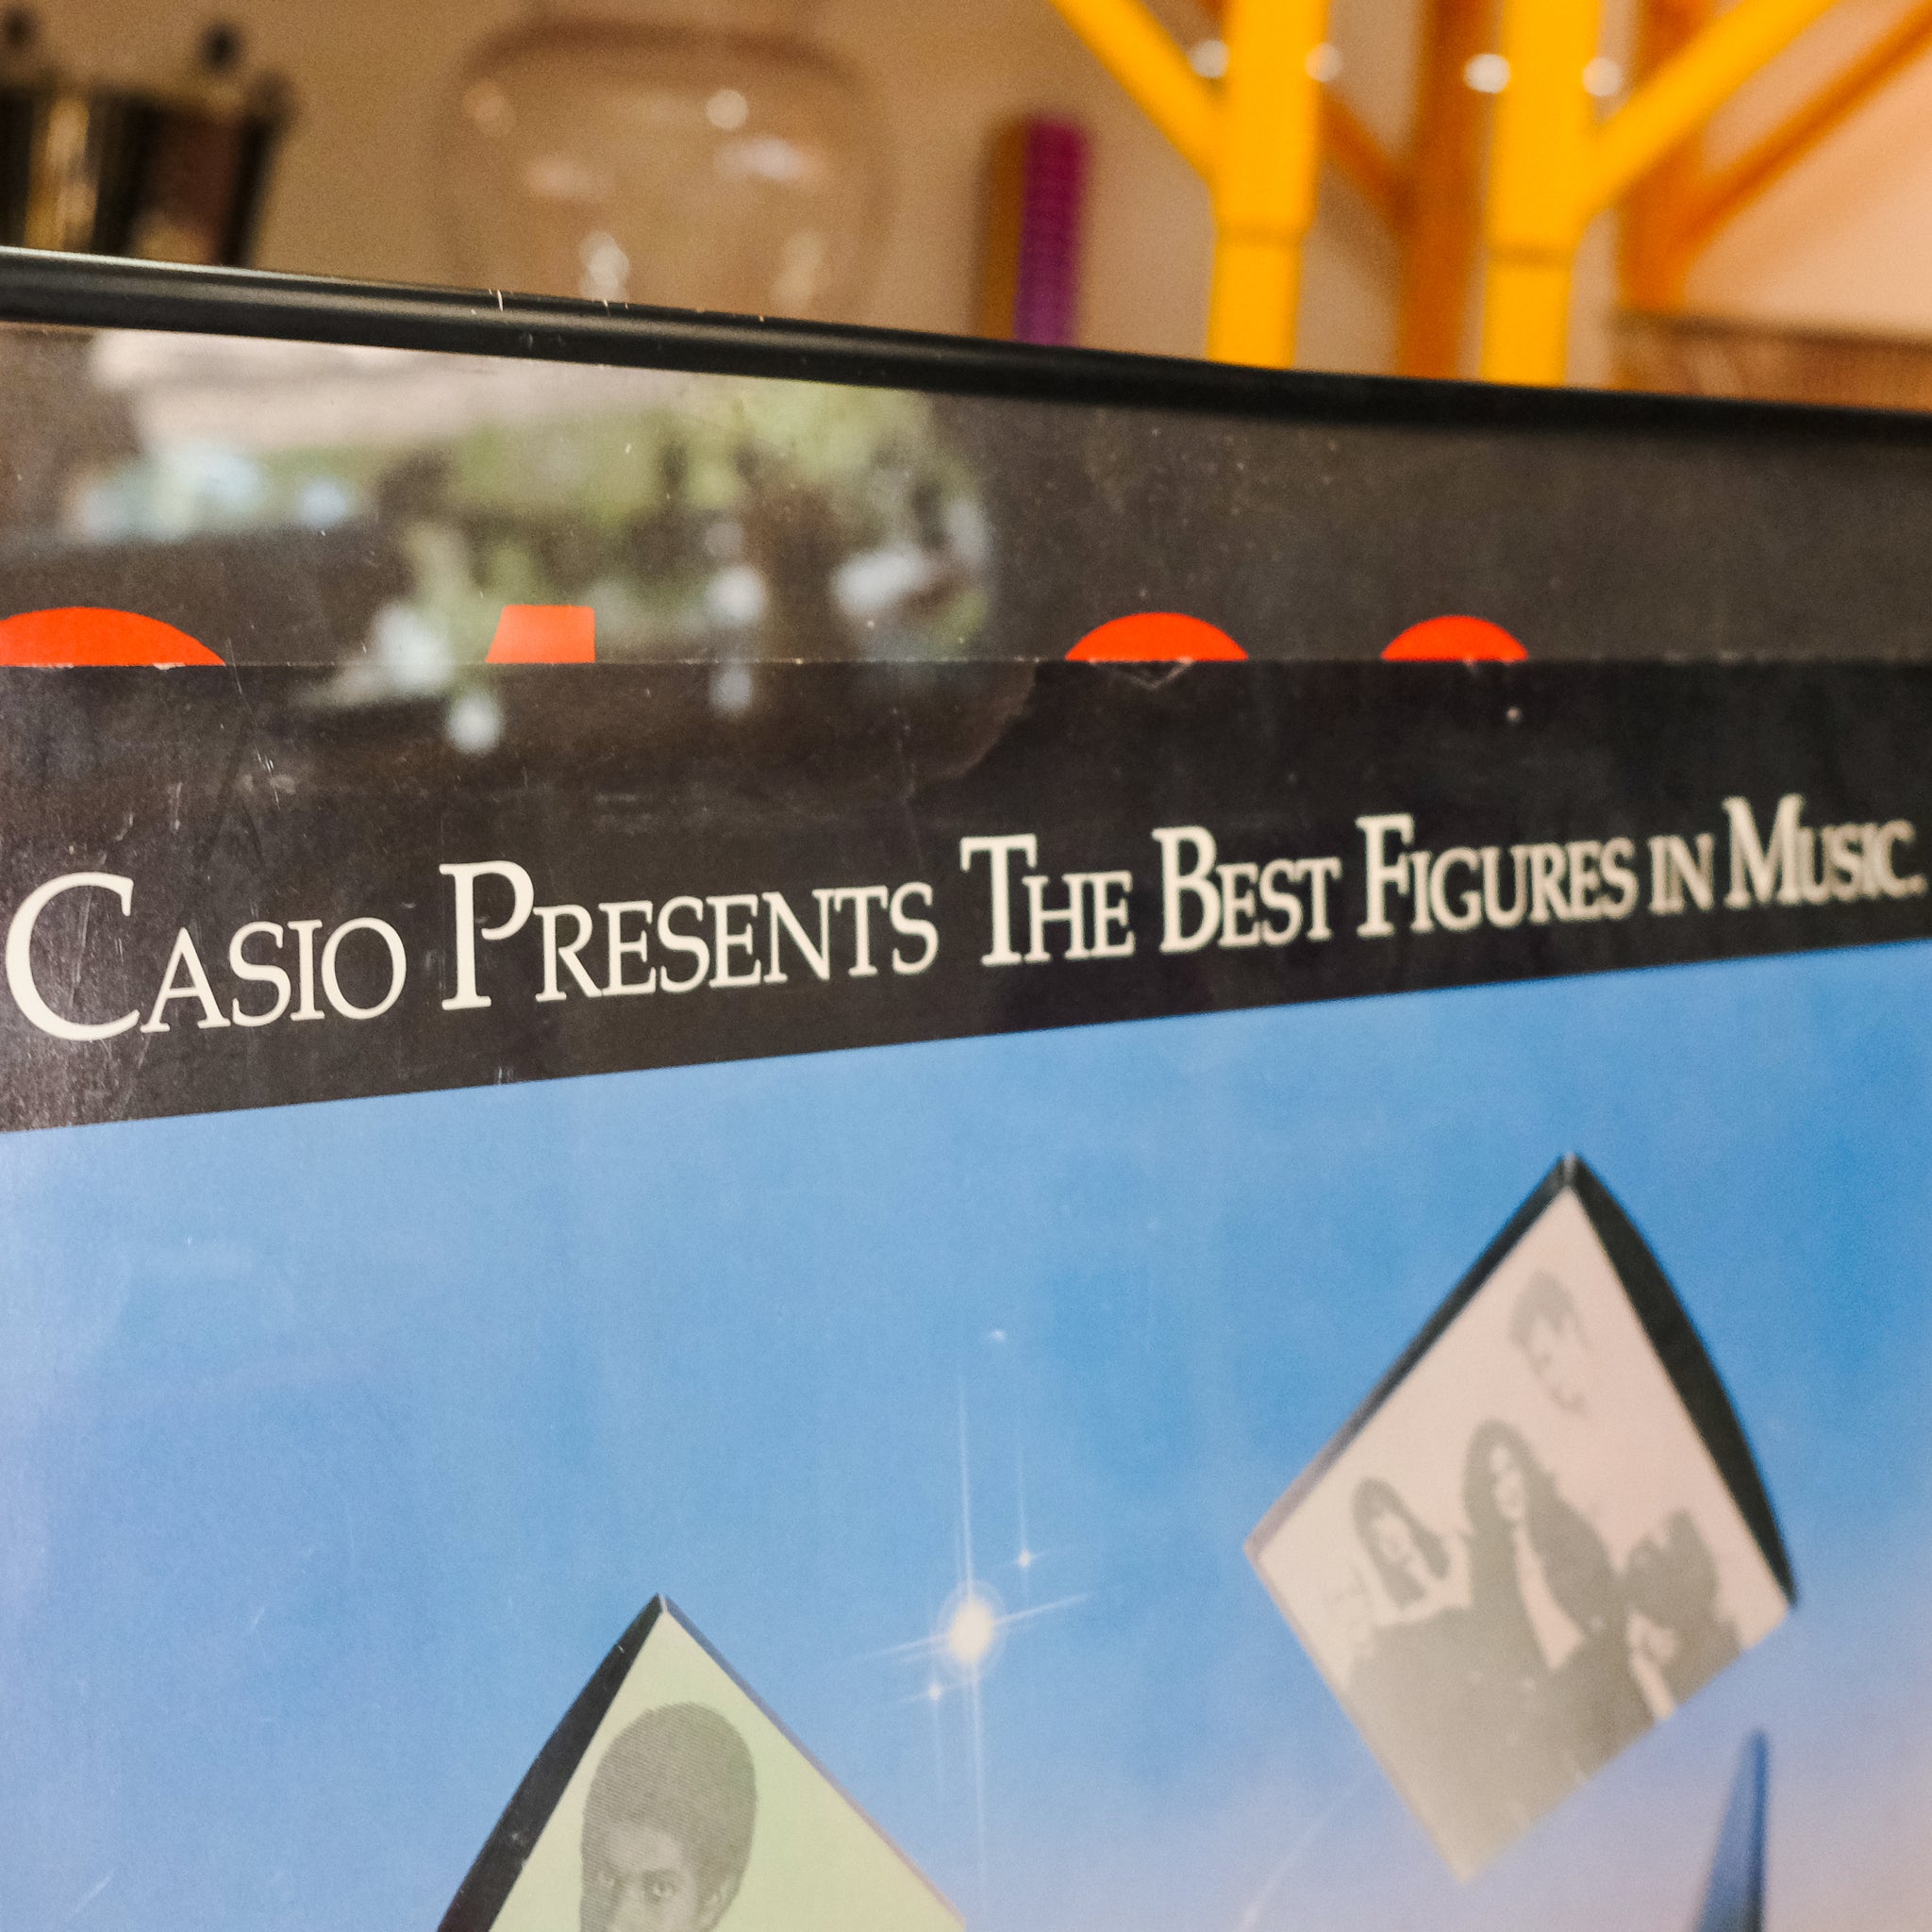 Casio Presents The Best Figures in Music.